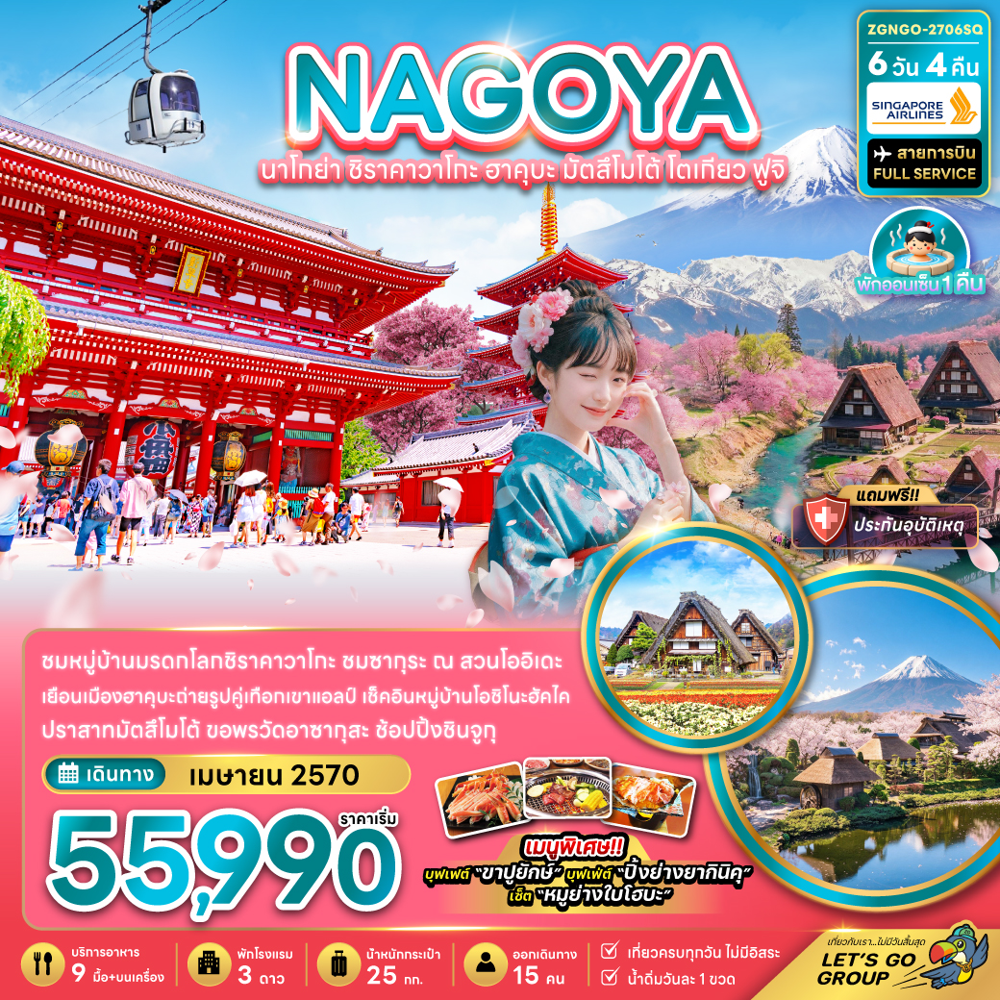 ZGNGO-2706SQ
6 วัน 4 คืน
SINGAPORE
AIRLINES
สายการบิน
FULL SERVICE
NAGOYA
นาโกย่า ชิราคาวาโกะ ฮาคุบะ มัตสึโมโต้ โตเกียว ฟูจิ
พักออนเซ็น 1 คืน
小舟町
แถมฟรี!!
ประกันอุบัติเหตุ
ชมหมู่บ้านมรดกโลกชิราคาวาโกะ ชมซากุระ ณ สวนโออิเดะ
เยือนเมืองฮาคุบะถ่ายรูปคู่เทือกเขาแอลป์ เช็คอินหมู่บ้านโอชิโนะฮัคไค
ปราสาทมัตสึโมโต้ ขอพรวัดอาซากุสะ ช้อปปิ้งชินจูกุ
เดินทาง เมษายน 2570
ราคาเริ่ม
55,990
เมนูพิเศษ!!
บุฟเฟ่ต์ “ขาปูยักษ์” บุฟเฟ่ต์ “ปิ้งย่างยากินิคุ”
เซ็ต “หมูย่างใบโฮบะ”
บริการอาหาร
9 มื้อ+บนเครื่อง
พักโรงแรม
3 ดาว
น้ำหนักกระเป๋า
25 กก.
ออกเดินทาง
15 คน
เที่ยวครบทุกวัน ไม่มีอิสระ
น้ำดื่มวันละ 1 ขวด
เที่ยวกับเรา...ไม่มีวันสิ้นสุด
LET'S GO
GROUP